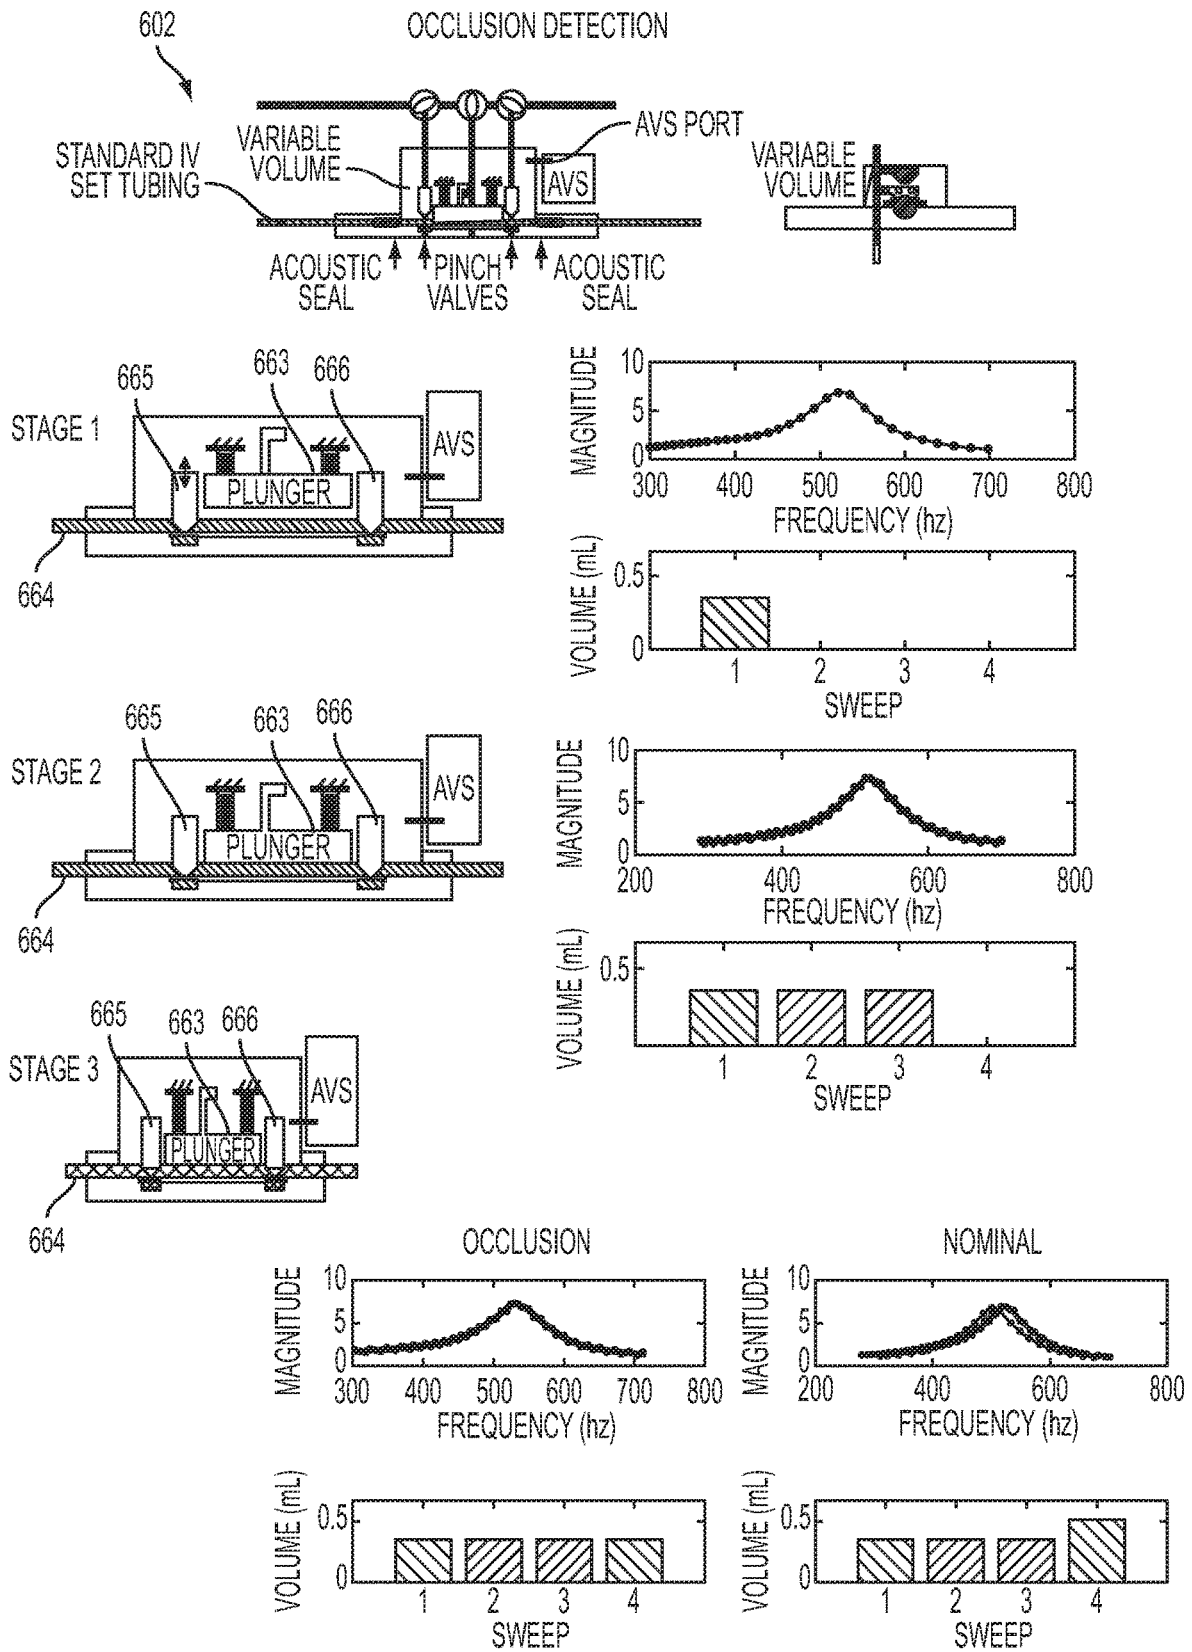 602
OCCLUSION DETECTION
VARIABLE
VOLUME
AVS PORT
STANDARD IV
SET TUBING
AVS
VARIABLE
VOLUME
ACOUSTIC
SEAL
PINCH
VALVES
ACOUSTIC
SEAL
STAGE 1
665
663
666
AVS
PLUNGER
664
MAGNITUDE
10
5
0
300 400 500 600 700 800
FREQUENCY (hz)
VOLUME (mL)
0.5
0
1 2 3 4
SWEEP
STAGE 2
665
663
666
AVS
PLUNGER
664
MAGNITUDE
10
5
0
200 400 600 800
FREQUENCY (hz)
VOLUME (mL)
0.5
1 2 3 4
SWEEP
STAGE 3
665
663
666
AVS
PLUNGER
664
OCCLUSION
MAGNITUDE
10
5
0
300 400 500 600 700 800
FREQUENCY (hz)
VOLUME (mL)
0.5
0
1 2 3 4
SWEEP
NOMINAL
MAGNITUDE
10
5
0
200 400 600 800
FREQUENCY (hz)
VOLUME (mL)
0.5
0
1 2 3 4
SWEEP